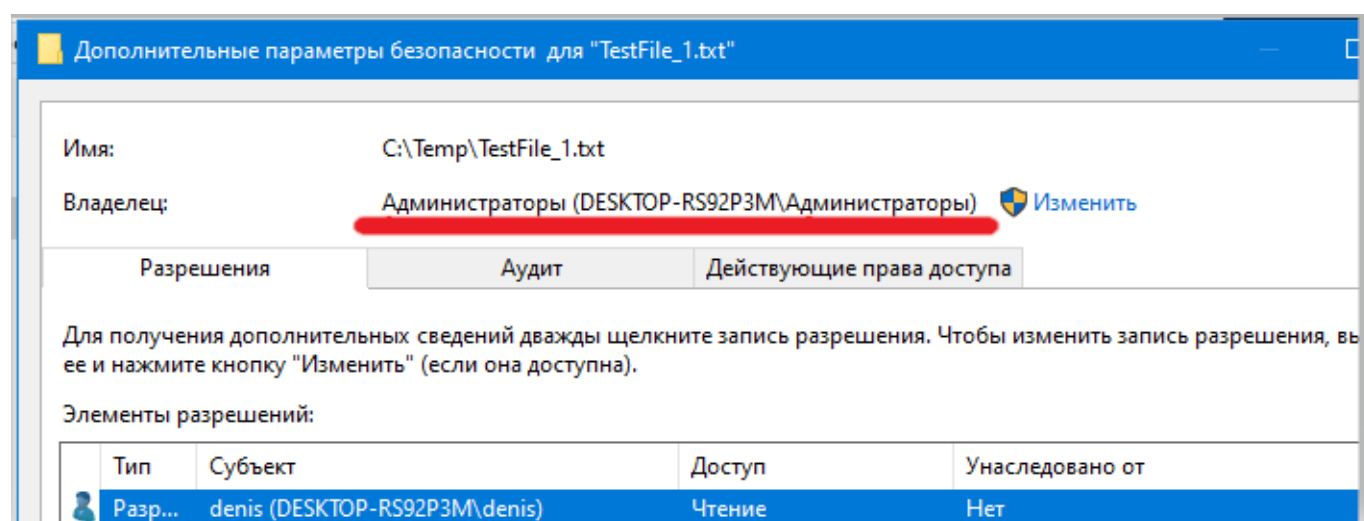 Дополнительные параметры безопасности для "TestFile_1.txt"
Имя: C:\Temp\TestFile_1.txt
Владелец: Администраторы (DESKTOP-RS92P3M\Администраторы) Изменить
Разрешения Аудит Действующие права доступа
Для получения дополнительных сведений дважды щелкните запись разрешения. Чтобы изменить запись разрешения, вы
ее и нажмите кнопку "Изменить" (если она доступна).
Элементы разрешений:
Тип Субъект Доступ Унаследовано от
Разр... denis (DESKTOP-RS92P3M\denis) Чтение Нет